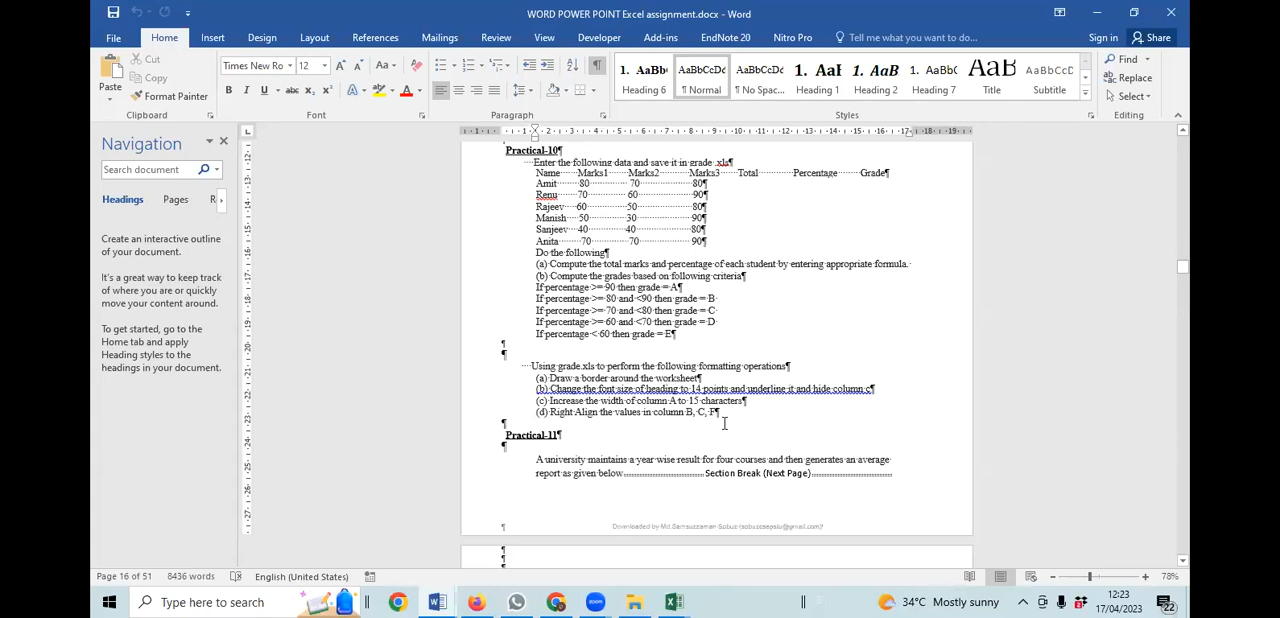 WORD POWER POINT Excel assignment.docx - Word
File Home Insert Design Layout References Mailings Review View Developer Add-ins EndNote 20 Nitro Pro Tell me what you want to do... Sign in Share
Paste Cut Copy Format Painter
Times New Ro 12
AaBbC 1. AaBb( AaBbCcDc AaBbCcDc 1. AaI 1. AaB 1. AaBb( AaB AaBbCcD
Heading 6 ¶ Normal ¶ No Spac... Heading 1 Heading 2 Heading 7 Title Subtitle
Find Replace Select
Clipboard Font Paragraph Styles Editing
Navigation
Search document
Headings Pages R
Create an interactive outline
of your document.
It's a great way to keep track
of where you are or quickly
move your content around.
To get started, go to the
Home tab and apply
Heading styles to the
headings in your document.
Practical-10¶
Enter the following data and save it in grade .xls¶
Name Marks1 Marks2 Marks3 Total Percentage Grade¶
Amit 80 70 80¶
Renu 70 60 90¶
Rajeev 60 50 80¶
Manish 50 30 90¶
Sanjeev 40 40 80¶
Anita 70 70 90¶
Do the following¶
(a) Compute the total marks and percentage of each student by entering appropriate formula.
(b) Compute the grades based on following criteria¶
If percentage >= 90 then grade = A¶
If percentage >= 80 and <90 then grade = B
If percentage >= 70 and <80 then grade = C
If percentage >= 60 and <70 then grade = D
If percentage < 60 then grade = E¶
Using grade.xls to perform the following formatting operations¶
(a) Draw a border around the worksheet¶
(b) Change the font size of heading to 14 points and underline it and hide column c¶
(c) Increase the width of column A to 15 characters¶
(d) Right Align the values in column B, C, F¶
Practical-11¶
A university maintains a year wise result for four courses and then generates an average
report as given below Section Break (Next Page)
Downloaded by Md.Samsuzzaman Sobuz (sobuzcsepstu@gmail.com)
Page 16 of 51 8436 words English (United States) 78%
Type here to search 34°C Mostly sunny 12:23
17/04/2023 22